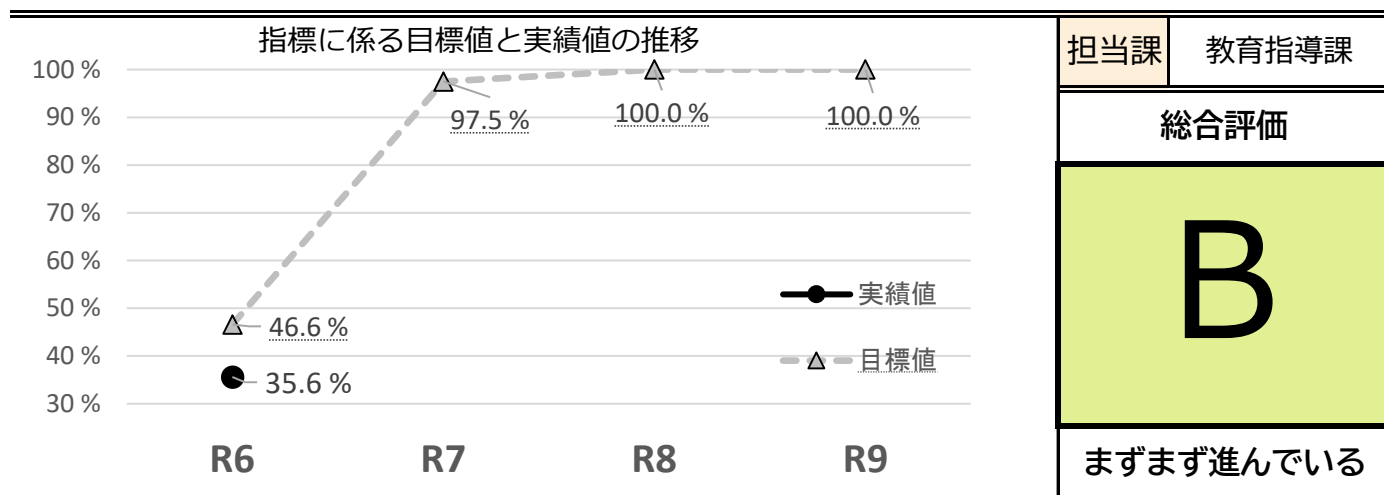 指標に係る目標値と実績値の推移
100 %
90 %
80 %
70 %
60 %
50 %
40 %
30 %
46.6 %
97.5 %
100.0 %
100.0 %
35.6 %
実績値
目標値
R6 R7 R8 R9
担当課 教育指導課
総合評価
B
まずまず進んでいる